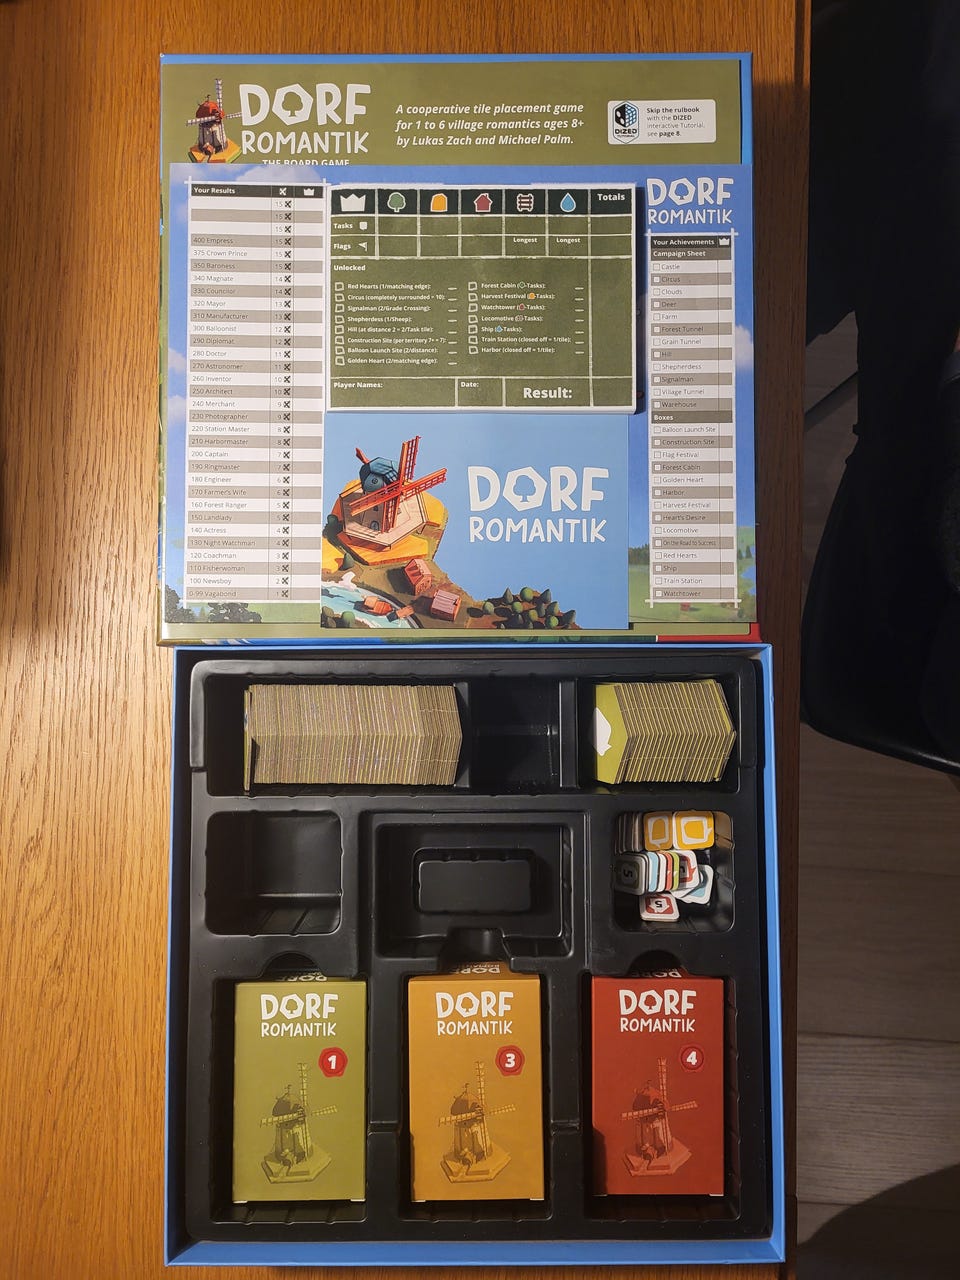 DORF
ROMANTIK
THE BOARD GAME
A cooperative tile placement game
for 1 to 6 village romantics ages 8+
by Lukas Zach and Michael Palm.
DIZED
TUTORIAL
Skip the rulbook
with the DIZED
interactive Tutorial,
see page 8.
Your Results
15
15
15
400 Empress 15
375 Crown Prince 15
350 Baroness 15
340 Magnate 14
330 Councilor 14
320 Mayor 13
310 Manufacturer 13
300 Balloonist 12
290 Diplomat 12
280 Doctor 11
270 Astronomer 11
260 Inventor 10
250 Architect 10
240 Merchant 9
230 Photographer 9
220 Station Master 8
210 Harbormaster 8
200 Captain 7
190 Ringmaster 7
180 Engineer 6
170 Farmer's Wife 6
160 Forest Ranger 5
150 Landlady 5
140 Actress 4
130 Night Watchman 4
120 Coachman 3
110 Fisherwoman 3
100 Newsboy 2
0-99 Vagabond 1
Totals
Tasks
Flags Longest Longest
Unlocked
Red Hearts (1/matching edge):
Circus (completely surrounded = 10):
Signalman (2/Grade Crossing):
Shepherdess (1/Sheep):
Hill (at distance 2 = 2/Task tile):
Construction Site (per territory 7+ = 7):
Balloon Launch Site (2/distance):
Golden Heart (2/matching edge):
Forest Cabin (-Tasks):
Harvest Festival (-Tasks):
Watchtower (-Tasks):
Locomotive (-Tasks):
Ship (-Tasks):
Train Station (closed off = 1/tile):
Harbor (closed off = 1/tile):
Player Names: Date: Result:
DORF
ROMANTIK
Your Achievements
Campaign Sheet
Castle
Circus
Clouds
Deer
Farm
Forest Tunnel
Grain Tunnel
Hill
Shepherdess
Signalman
Village Tunnel
Warehouse
Boxes
Balloon Launch Site
Construction Site
Flag Festival
Forest Cabin
Golden Heart
Harbor
Harvest Festival
Heart's Desire
Locomotive
On the Road to Success
Red Hearts
Ship
Train Station
Watchtower
DORF
ROMANTIK
5
5
DORF
ROMANTIK
1
DORF
ROMANTIK
3
DORF
ROMANTIK
4